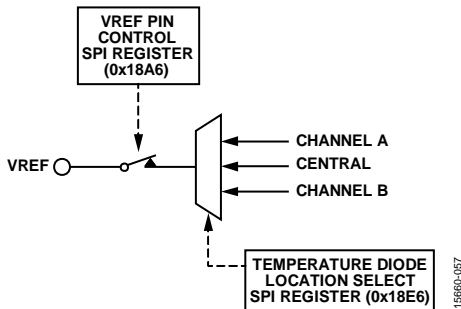 VREF PIN
CONTROL
SPI REGISTER
(0x18A6)
CHANNEL A
VREF
CENTRAL
CHANNEL B
TEMPERATURE DIODE
LOCATION SELECT
SPI REGISTER (0x18E6)
15660-057